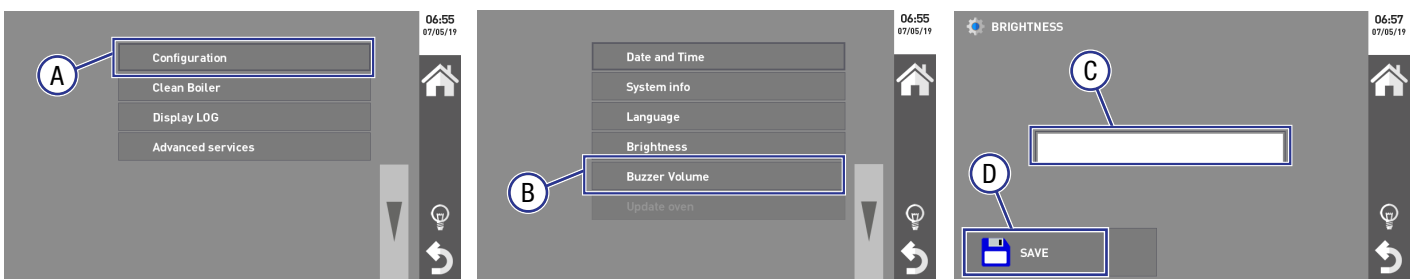 06:55
07/05/19
Configuration
A
Clean Boiler
Display LOG
Advanced services
06:55
07/05/19
Date and Time
System info
Language
Brightness
B
Buzzer Volume
Update oven
06:57
07/05/19
BRIGHTNESS
C
D
SAVE